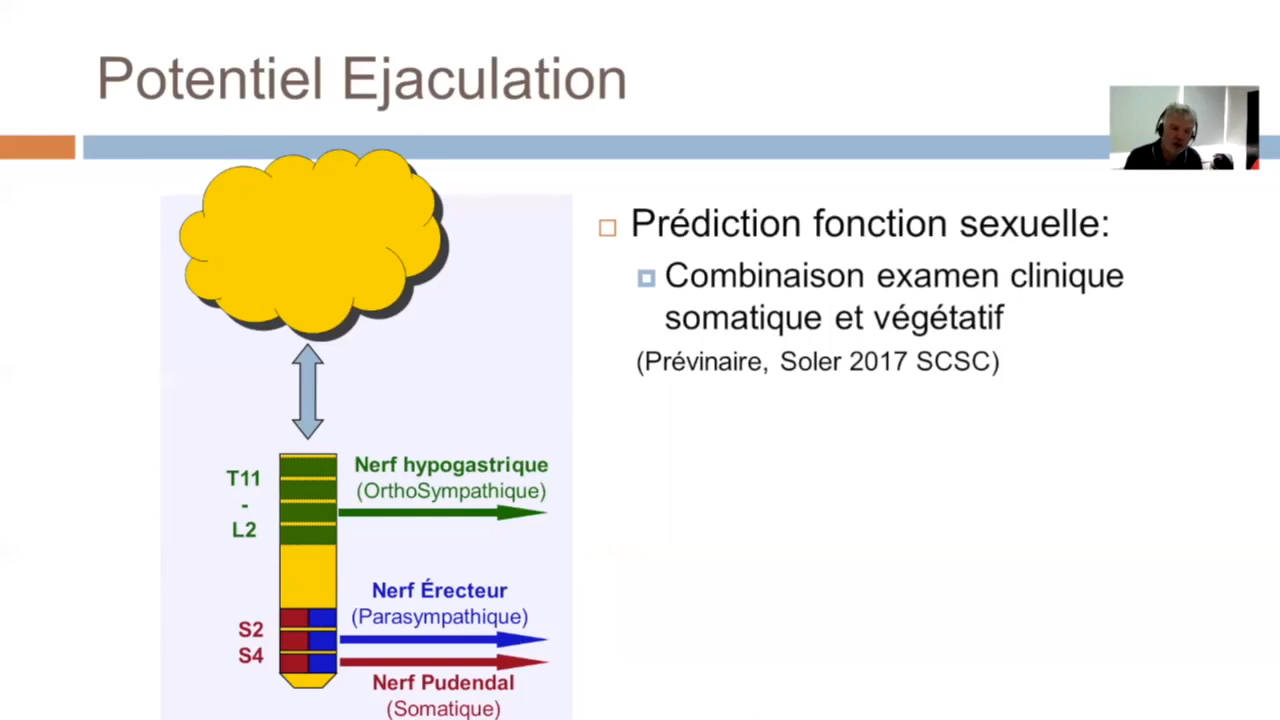 Potentiel Ejaculation
Prédiction fonction sexuelle:
Combinaison examen clinique
somatique et végétatif
(Prévinaire, Soler 2017 SCSC)
T11
-
L2
Nerf hypogastrique
(OrthoSympathique)
Nerf Érecteur
(Parasympathique)
S2
S4
Nerf Pudendal
(Somatique)